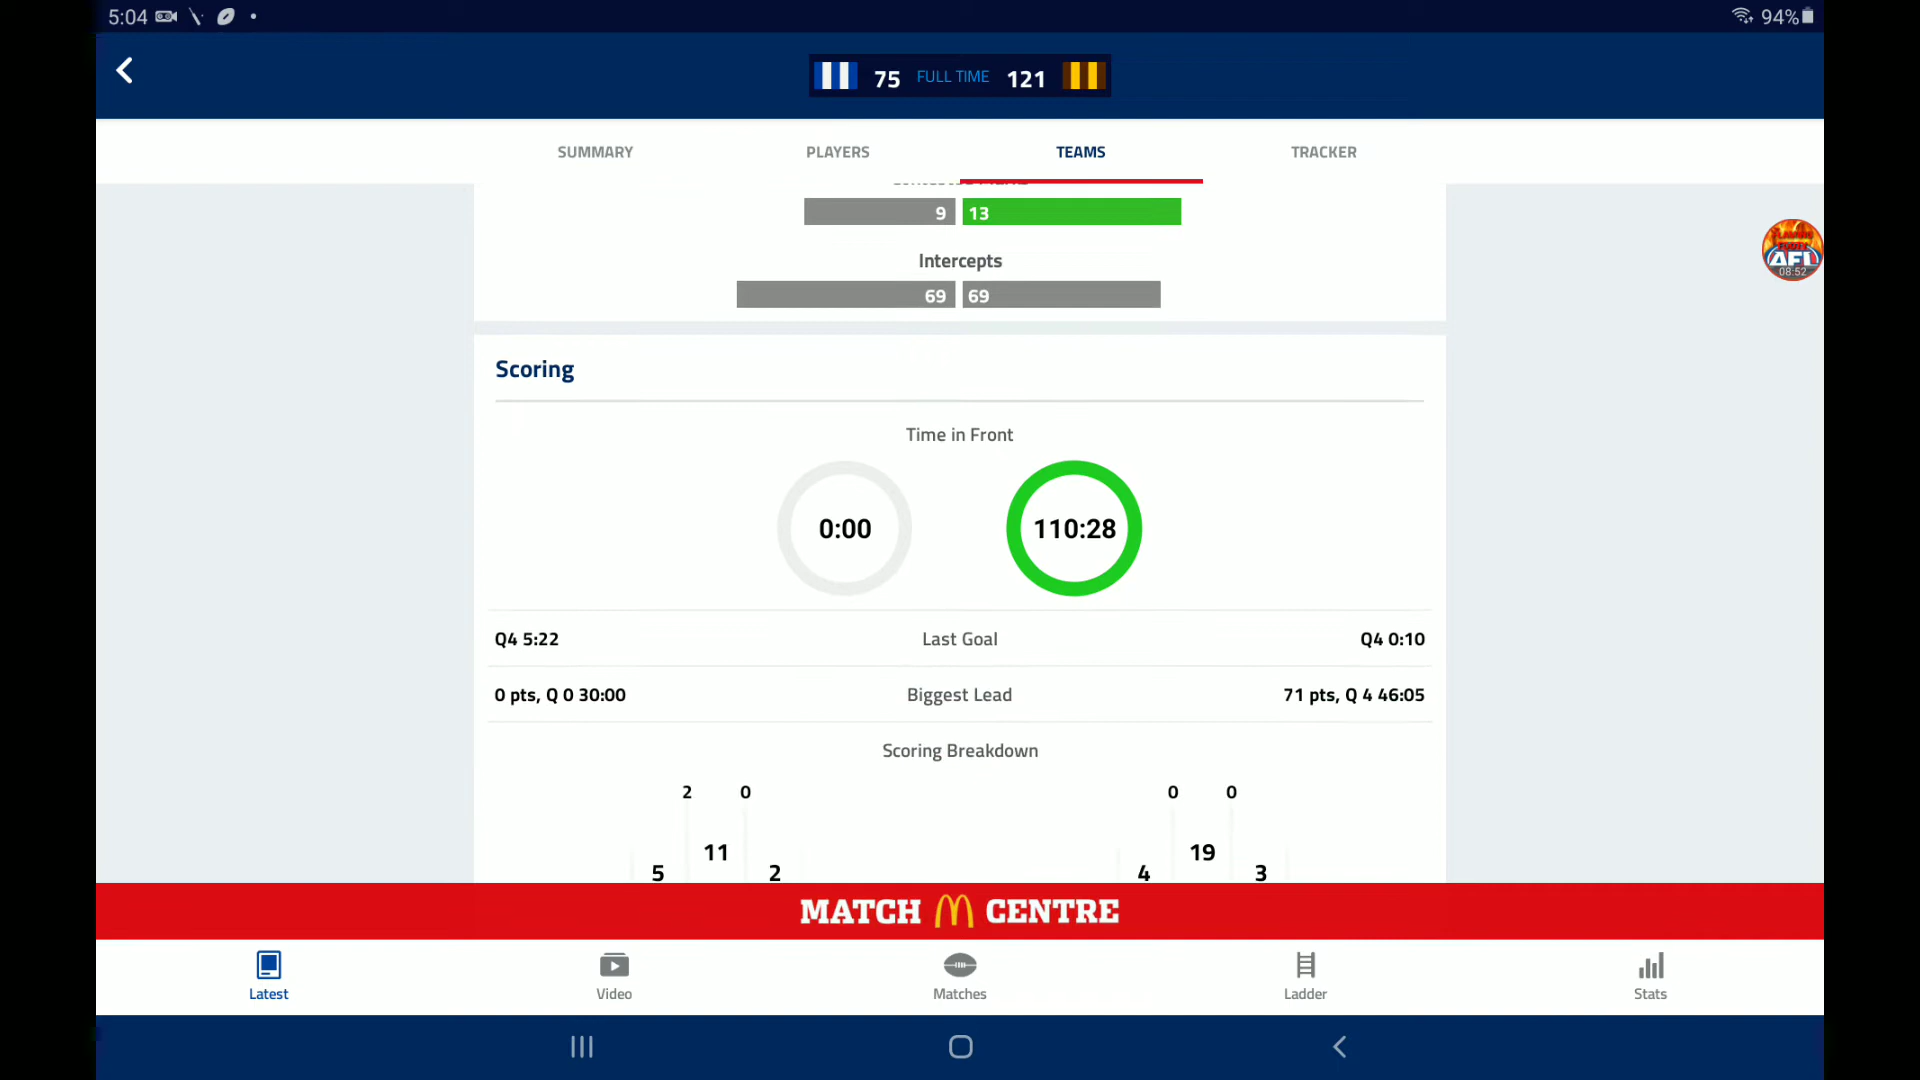 5:04 94%
75 FULL TIME 121
SUMMARY PLAYERS TEAMS TRACKER
9 13
Intercepts
69 69
Scoring
Time in Front
0:00 110:28
Q4 5:22 Last Goal Q4 0:10
0 pts, Q 0 30:00 Biggest Lead 71 pts, Q 4 46:05
Scoring Breakdown
2 0 0 0
11 19
5 2 4 3
MATCH CENTRE
Latest Video Matches Ladder Stats
AFL
08:52